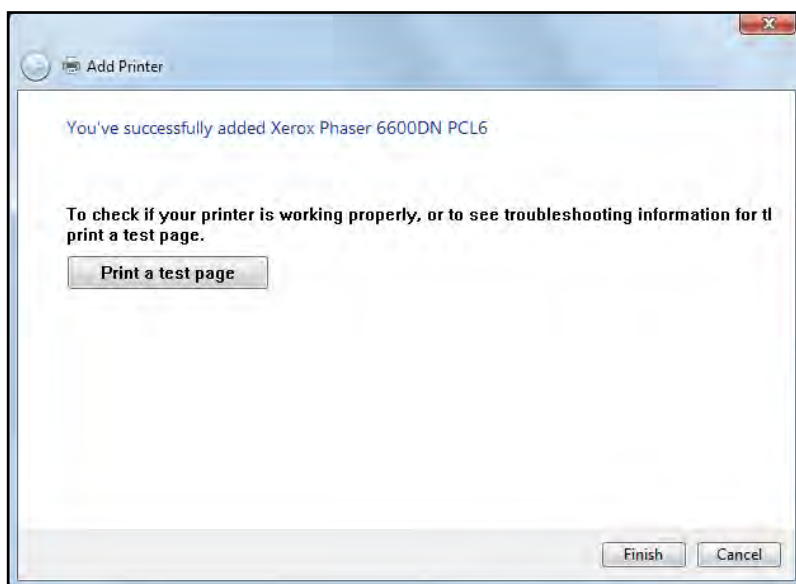 Add Printer
You've successfully added Xerox Phaser 6600DN PCL6
To check if your printer is working properly, or to see troubleshooting information for
print a test page.
Print a test page
Finish
Cancel